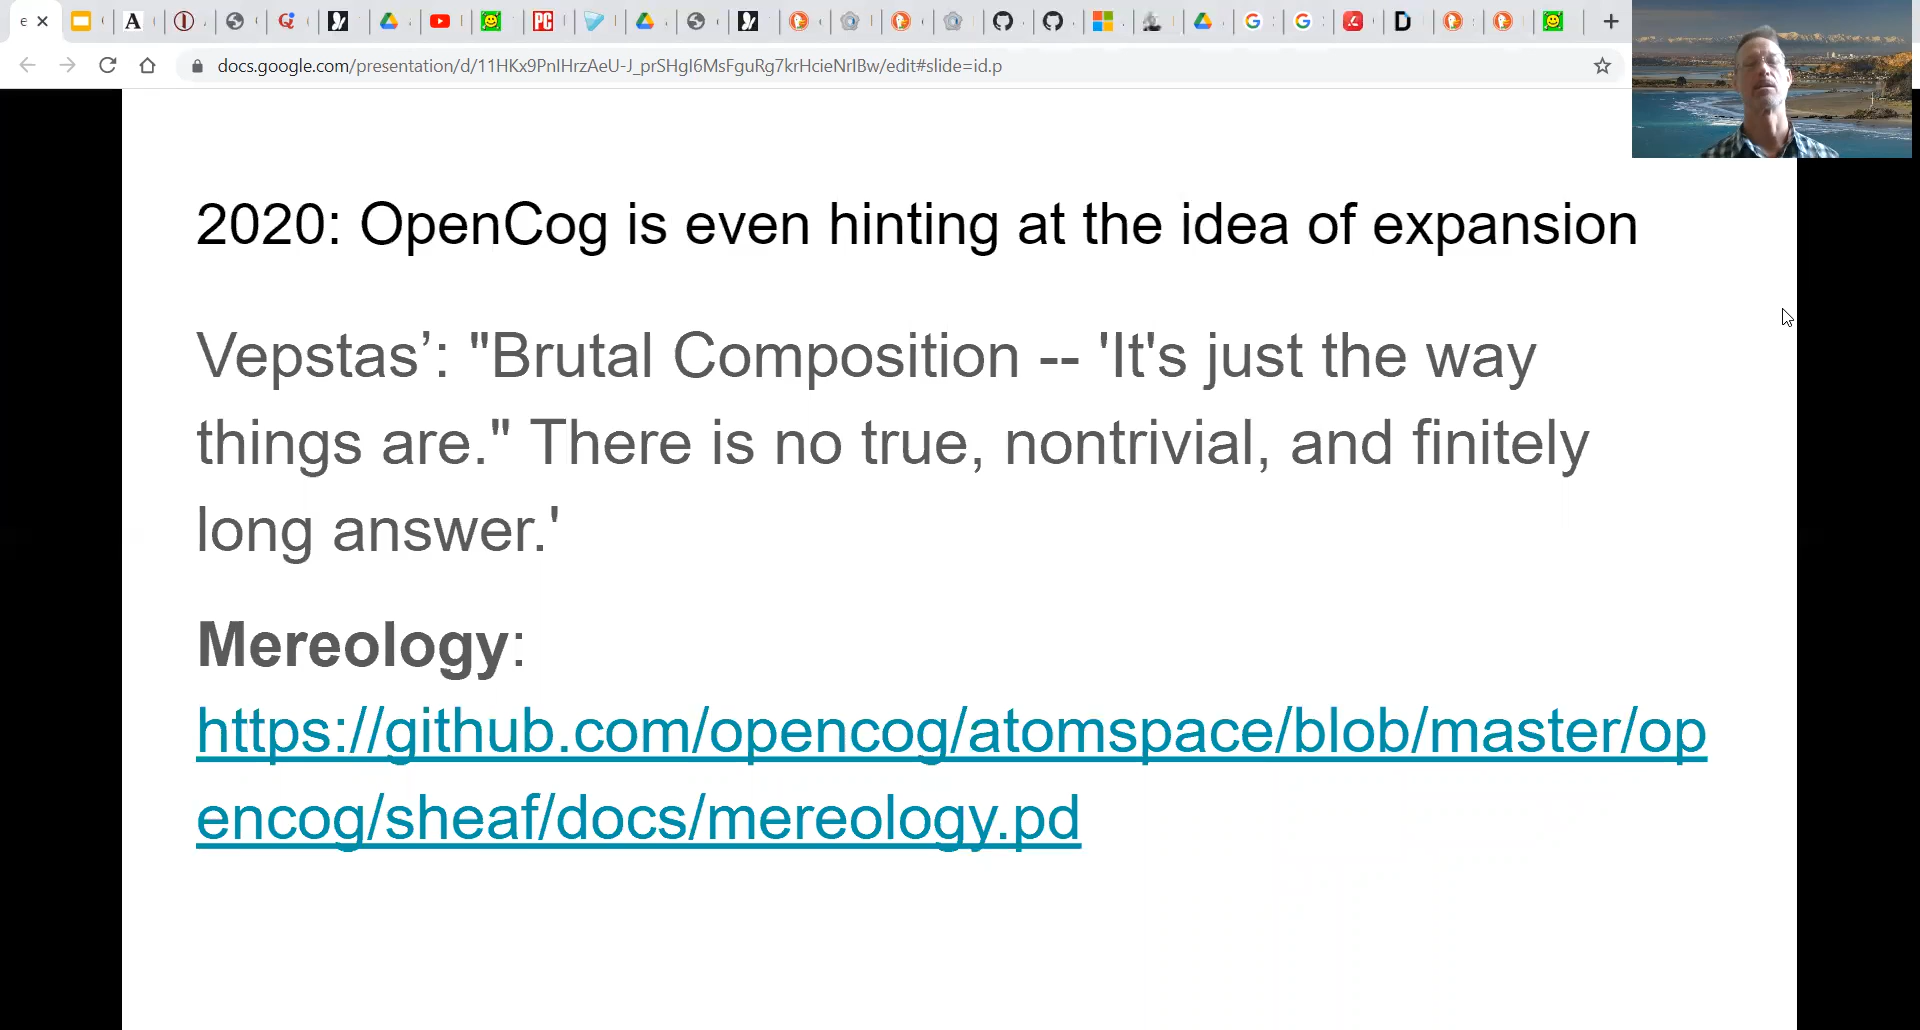 docs.google.com/presentation/d/11HKx9PnIHrzAeU-J_prSHgI6MsFguRg7krHcieNrIBw/edit#slide=id.p
2020: OpenCog is even hinting at the idea of expansion
Vepstas’: "Brutal Composition -- 'It's just the way
things are." There is no true, nontrivial, and finitely
long answer.'
Mereology:
https://github.com/opencog/atomspace/blob/master/op
encog/sheaf/docs/mereology.pd